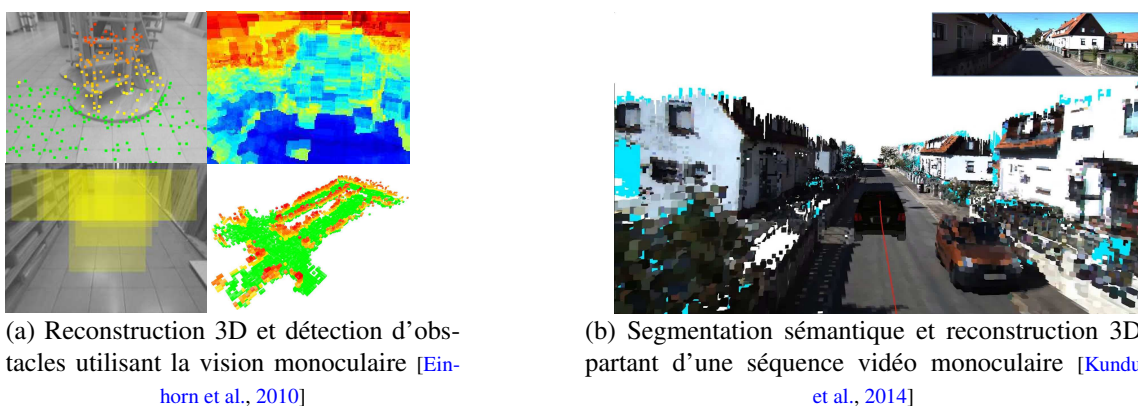 (a) Reconstruction 3D et détection d'obs-
tacles utilisant la vision monoculaire [Ein-
horn et al., 2010]
(b) Segmentation sémantique et reconstruction 3D
partant d'une séquence vidéo monoculaire [Kundu
et al., 2014]